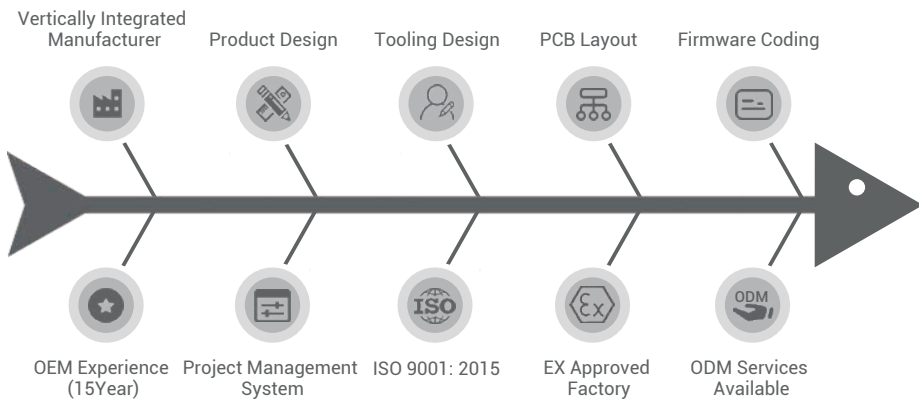 Vertically Integrated
Manufacturer
Product Design
Tooling Design
PCB Layout
Firmware Coding
ISO
Ex
ODM
OEM Experience
(15Year)
Project Management
System
ISO 9001: 2015
EX Approved
Factory
ODM Services
Available